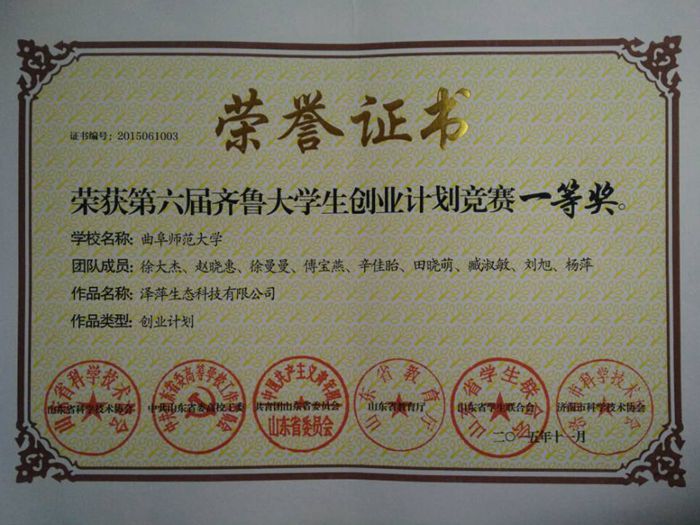 荣誉证书
证书编号：2015061003
荣获第六届齐鲁大学生创业计划竞赛一等奖。
学校名称：曲阜师范大学
团队成员：徐大杰、赵晓惠、徐曼曼、傅宝燕、辛佳胎、田晓萌、臧淑敏、刘旭、杨萍
作品名称：泽萍生态科技有限公司
作品类型：创业计划
山东省科学技术协会 中共山东省委高校工委 共青团山东省委员会 山东省教育厅 山东省学生联合会 济南市科学技术协会
山东省委员会
二〇一五年十一月